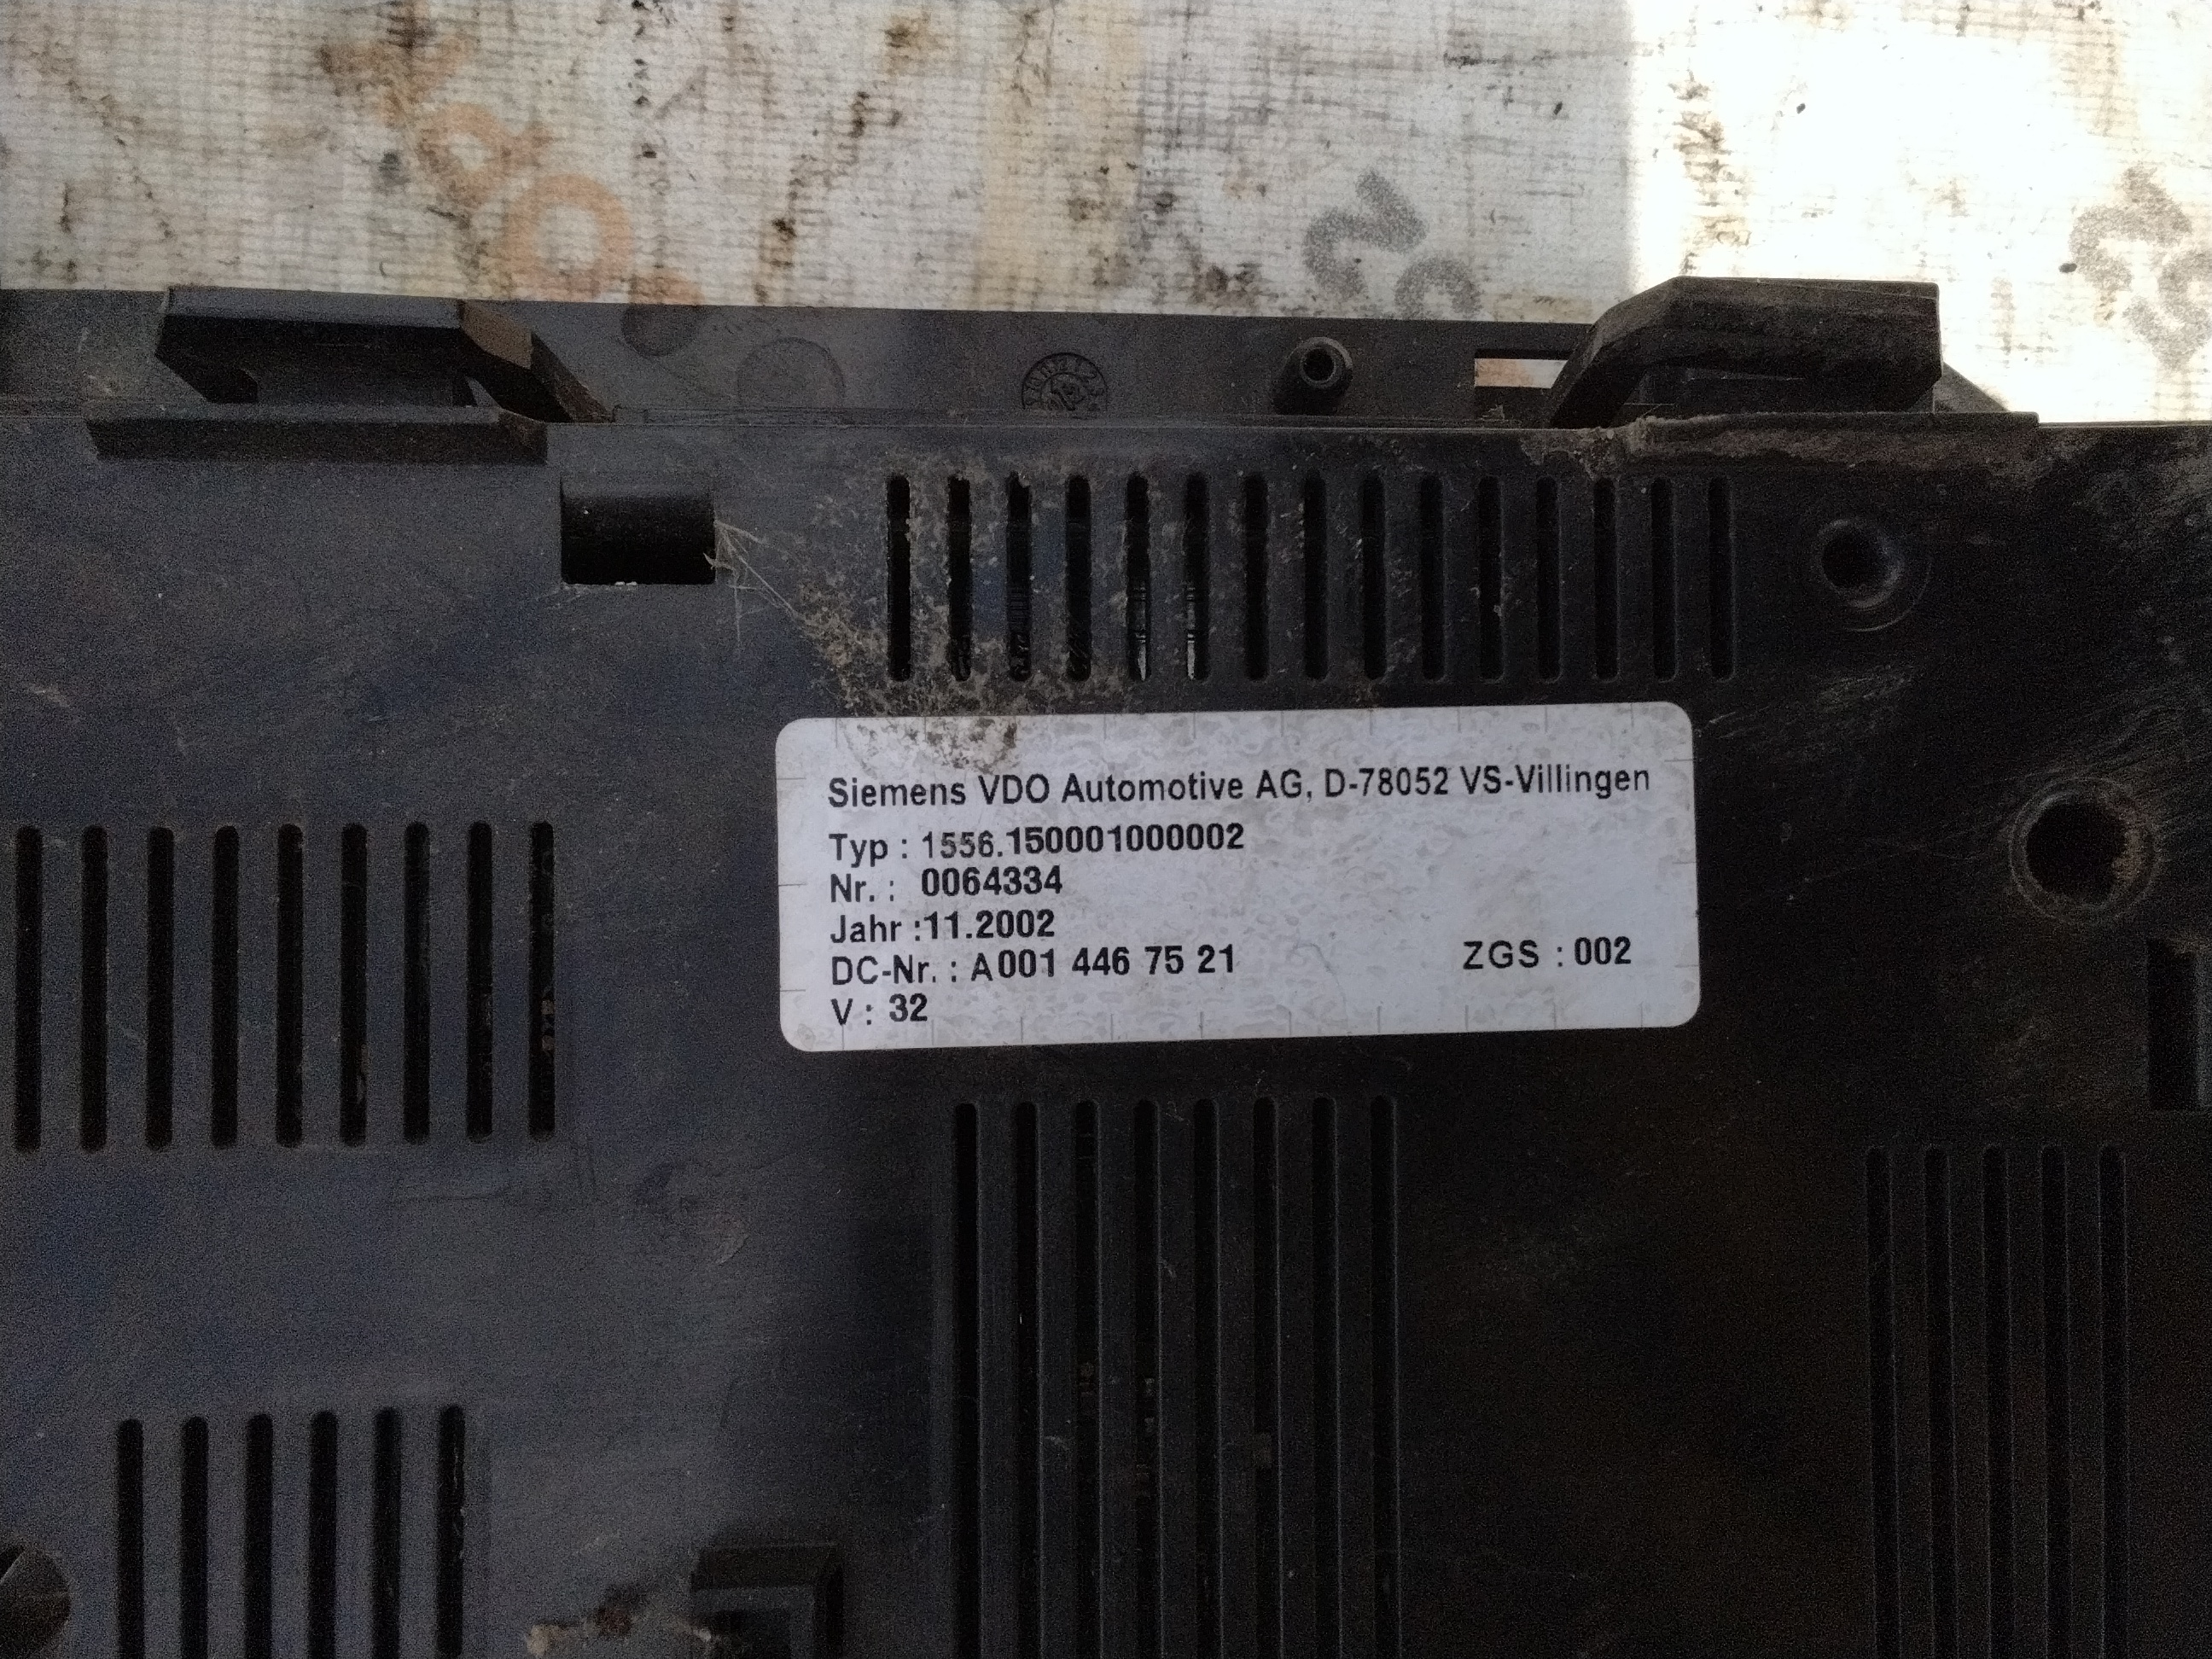 Siemens VDO Automotive AG, D-78052 VS-Villingen
Typ : 1556.150001000002
Nr. : 0064334
Jahr :11.2002
DC-Nr. : A001 446 75 21 ZGS : 002
V : 32